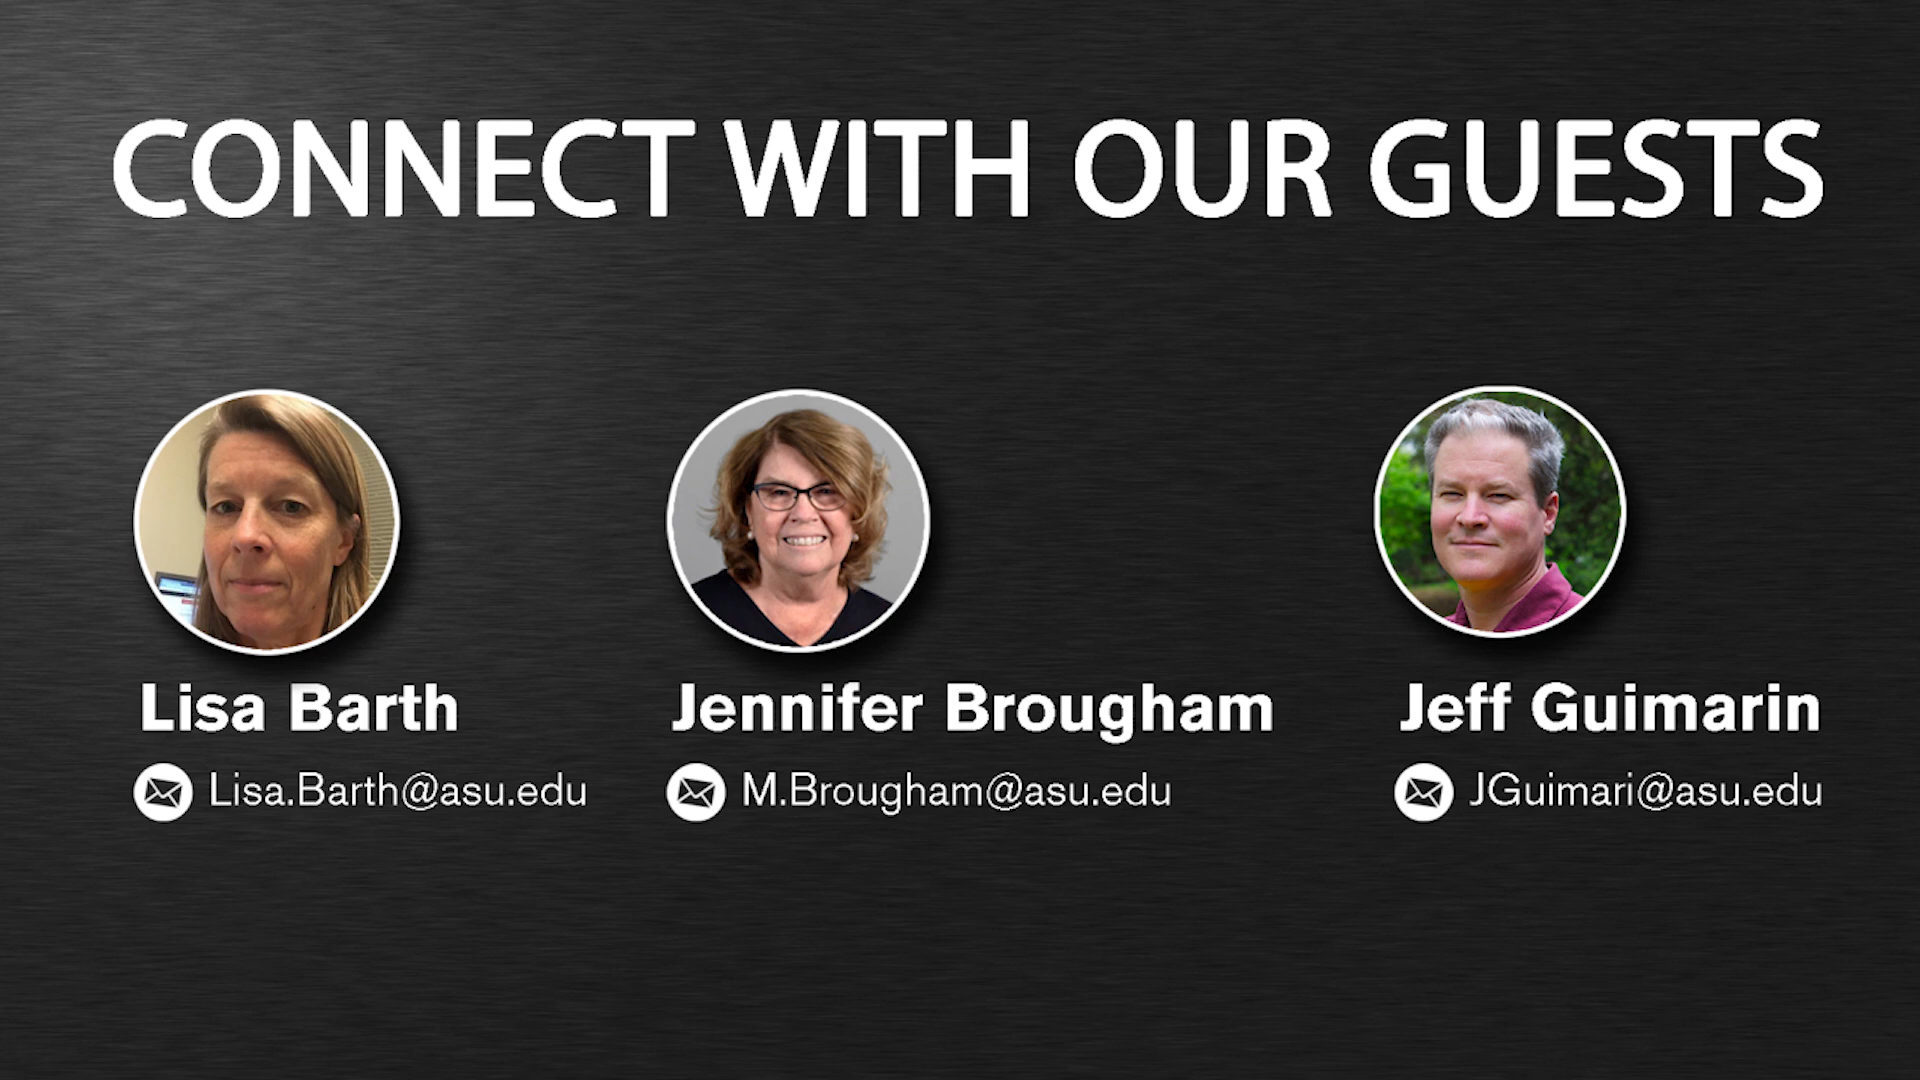 CONNECT WITH OUR GUESTS
Lisa Barth
Lisa.Barth@asu.edu
Jennifer Brougham
M.Brougham@asu.edu
Jeff Guimarin
JGuimari@asu.edu